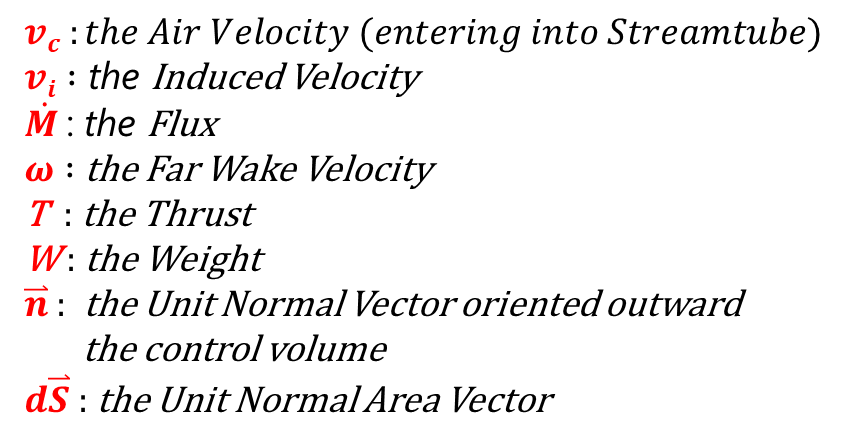 v_c : the Air Velocity (entering into Streamtube)
v_i : the Induced Velocity
Ṁ : the Flux
ω : the Far Wake Velocity
T : the Thrust
W: the Weight
n⃗ : the Unit Normal Vector oriented outward
the control volume
dS⃗ : the Unit Normal Area Vector